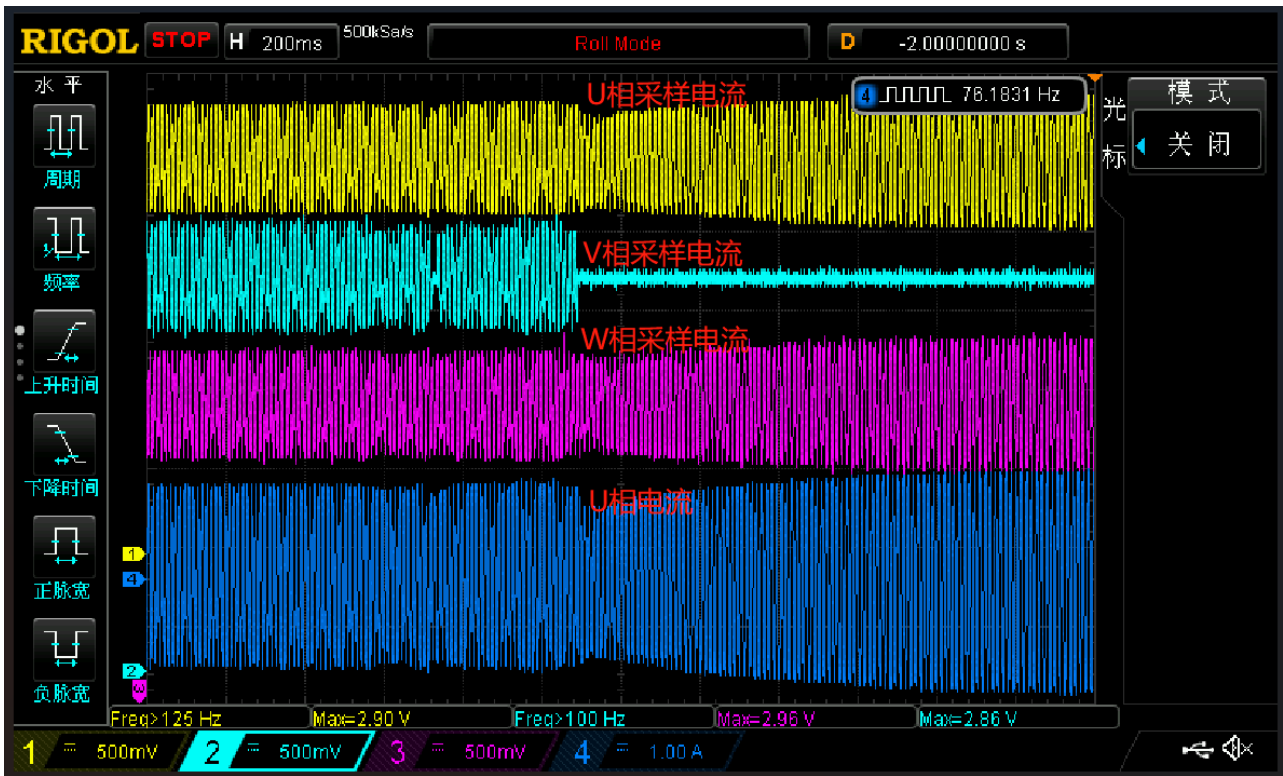 RIGOL STOP H 200ms 500kSa/s Roll Mode D -2.00000000 s
水平
周期
频率
上升时间
下降时间
正脉宽
负脉宽
U相采样电流
4 76.1831 Hz
V相采样电流
W相采样电流
U相电流
1
4
2
光标
模式
关闭
Freq>125 Hz Max=2.90 V Freq>100 Hz Max=2.96 V Max=2.86 V
1 500mV 2 500mV 3 500mV 4 1.00 A